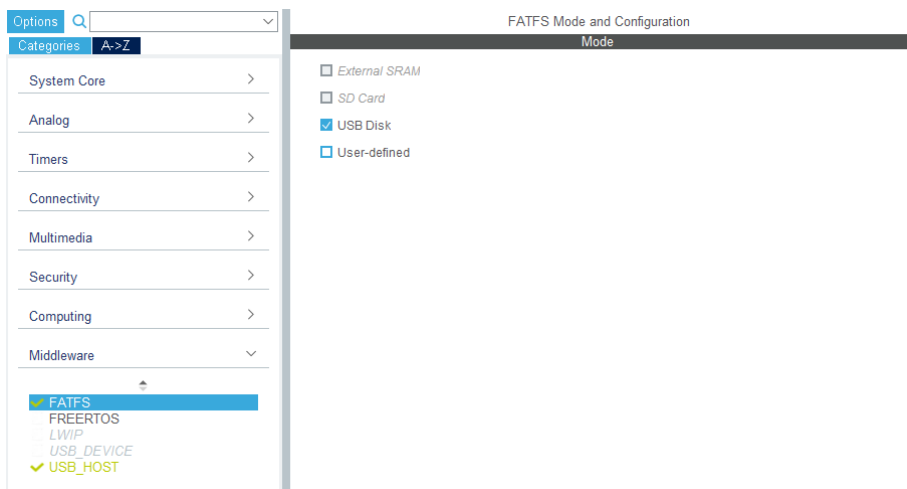 Options
Categories A->Z
System Core
Analog
Timers
Connectivity
Multimedia
Security
Computing
Middleware
FATFS
FREERTOS
LWIP
USB_DEVICE
USB_HOST
FATFS Mode and Configuration
Mode
External SRAM
SD Card
USB Disk
User-defined